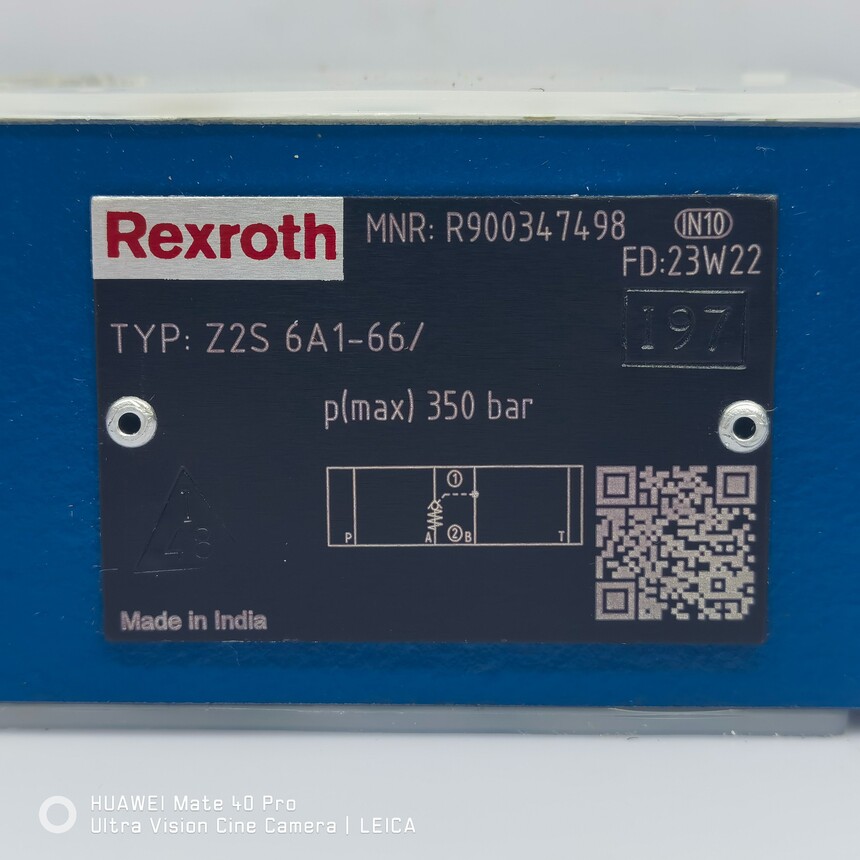 Rexroth
MNR: R900347498
IN10
FD:23W22
TYP: Z2S 6A1-66/
I97
p(max) 350 bar
①
P A ② B T
46
Made in India
HUAWEI Mate 40 Pro
Ultra Vision Cine Camera | LEICA